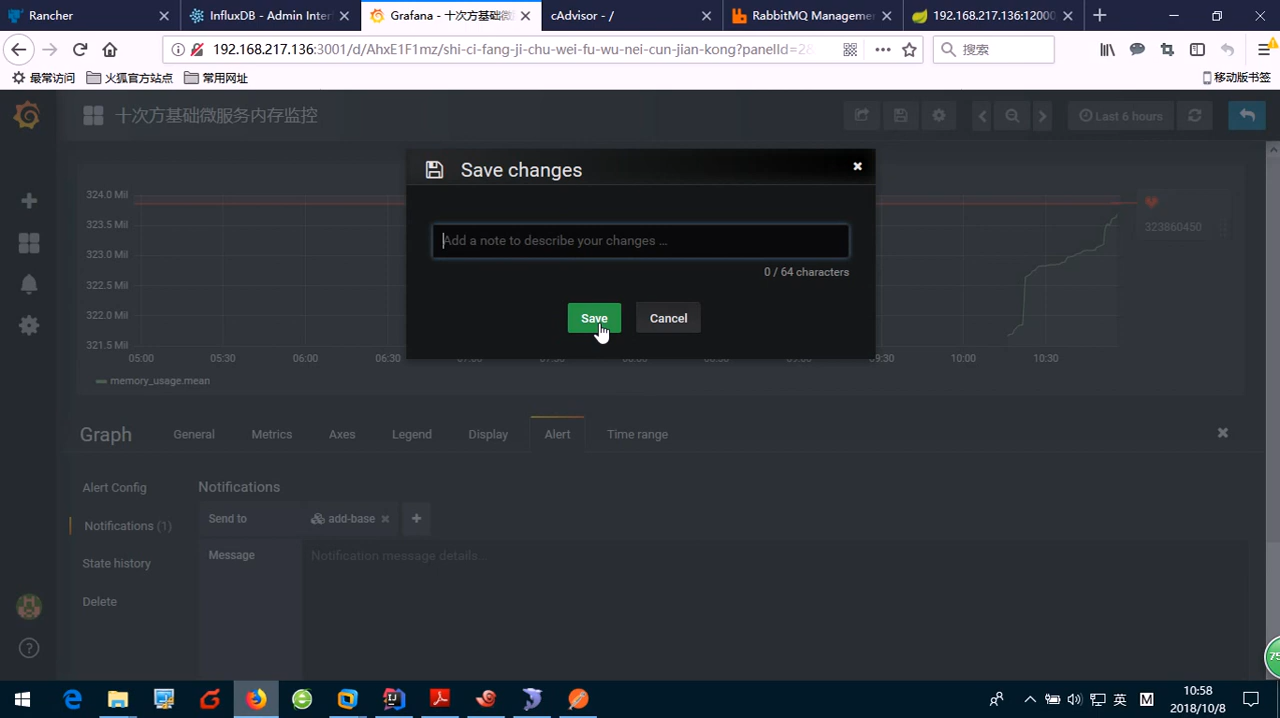 Rancher
InfluxDB - Admin Inter
Grafana - 十次方基础微
cAdvisor - /
RabbitMQ Manageme
192.168.217.136:12000
192.168.217.136:3001/d/AhxE1F1mz/shi-ci-fang-ji-chu-wei-fu-wu-nei-cun-jian-kong?panelId=2&
搜索
最常访问 火狐官方站点 常用网址
移动版书签
十次方基础微服务内存监控
Last 6 hours
Save changes
Add a note to describe your changes ...
0 / 64 characters
Save
Cancel
324.0 Mil
323.5 Mil
323.0 Mil
322.5 Mil
322.0 Mil
321.5 Mil
323860450
05:00 05:30 06:00 06:30 09:30 10:00 10:30
memory_usage.mean
Graph General Metrics Axes Legend Display Alert Time range
Alert Config
Notifications (1)
State history
Delete
Notifications
Send to add-base
Message Notification message details...
75
英 M
10:58
2018/10/8